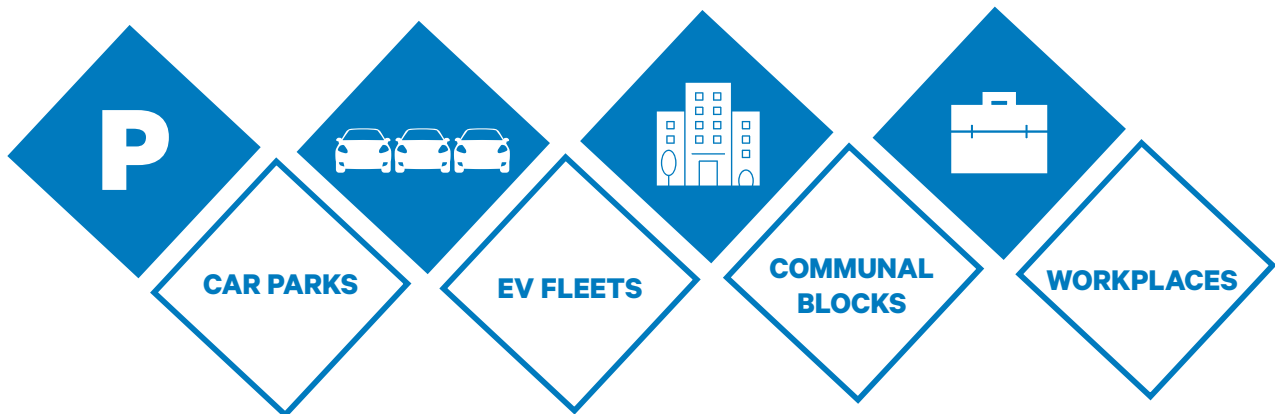 P
CAR PARKS
EV FLEETS
COMMUNAL
BLOCKS
WORKPLACES